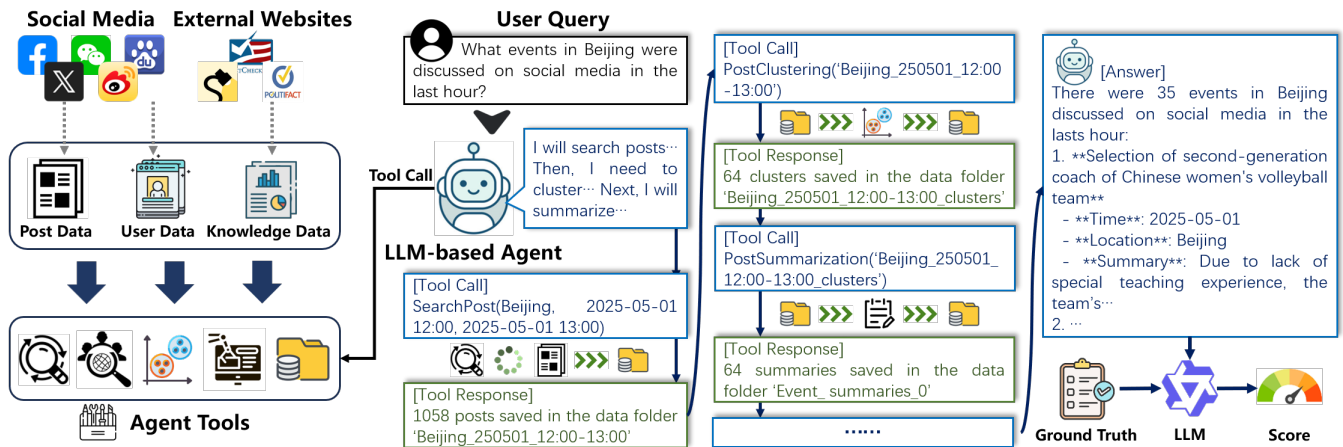 Social Media
External Websites
du
POLITIFACT
Post Data
User Data
Knowledge Data
Agent Tools
User Query
What events in Beijing were
discussed on social media in the
last hour?
Tool Call
I will search posts···
Then, I need to
cluster··· Next, I will
summarize···
LLM-based Agent
[Tool Call]
SearchPost(Beijing, 2025-05-01
12:00, 2025-05-01 13:00)
[Tool Response]
1058 posts saved in the data folder
‘Beijing_250501_12:00-13:00’
[Tool Call]
PostClustering(‘Beijing_250501_12:00
-13:00’)
[Tool Response]
64 clusters saved in the data folder
‘Beijing_250501_12:00-13:00_clusters’
[Tool Call]
PostSummarization(‘Beijing_250501_
12:00-13:00_clusters’)
[Tool Response]
64 summaries saved in the data
folder ‘Event_ summaries_0’
······
[Answer]
There were 35 events in Beijing
discussed on social media in the
lasts hour:
1. **Selection of second-generation
coach of Chinese women's volleyball
team**
- **Time**: 2025-05-01
- **Location**: Beijing
- **Summary**: Due to lack of
special teaching experience, the
team's···
2. ···
Ground Truth
LLM
Score